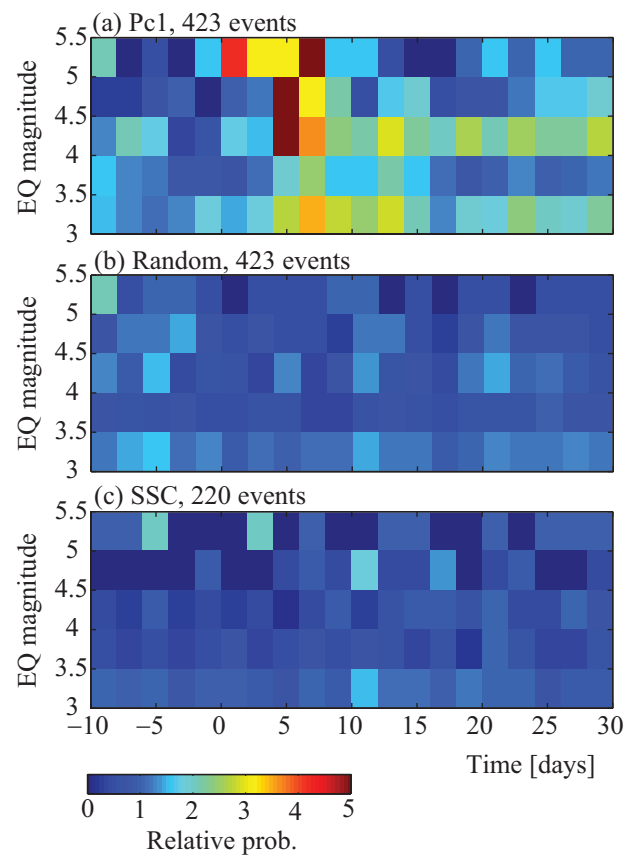 (a) Pc1, 423 events
5.5
5
4.5
4
3.5
3
EQ magnitude
(b) Random, 423 events
5.5
5
4.5
4
3.5
3
EQ magnitude
(c) SSC, 220 events
5.5
5
4.5
4
3.5
3
EQ magnitude
−10 −5 0 5 10 15 20 25 30
Time [days]
0 1 2 3 4 5
Relative prob.